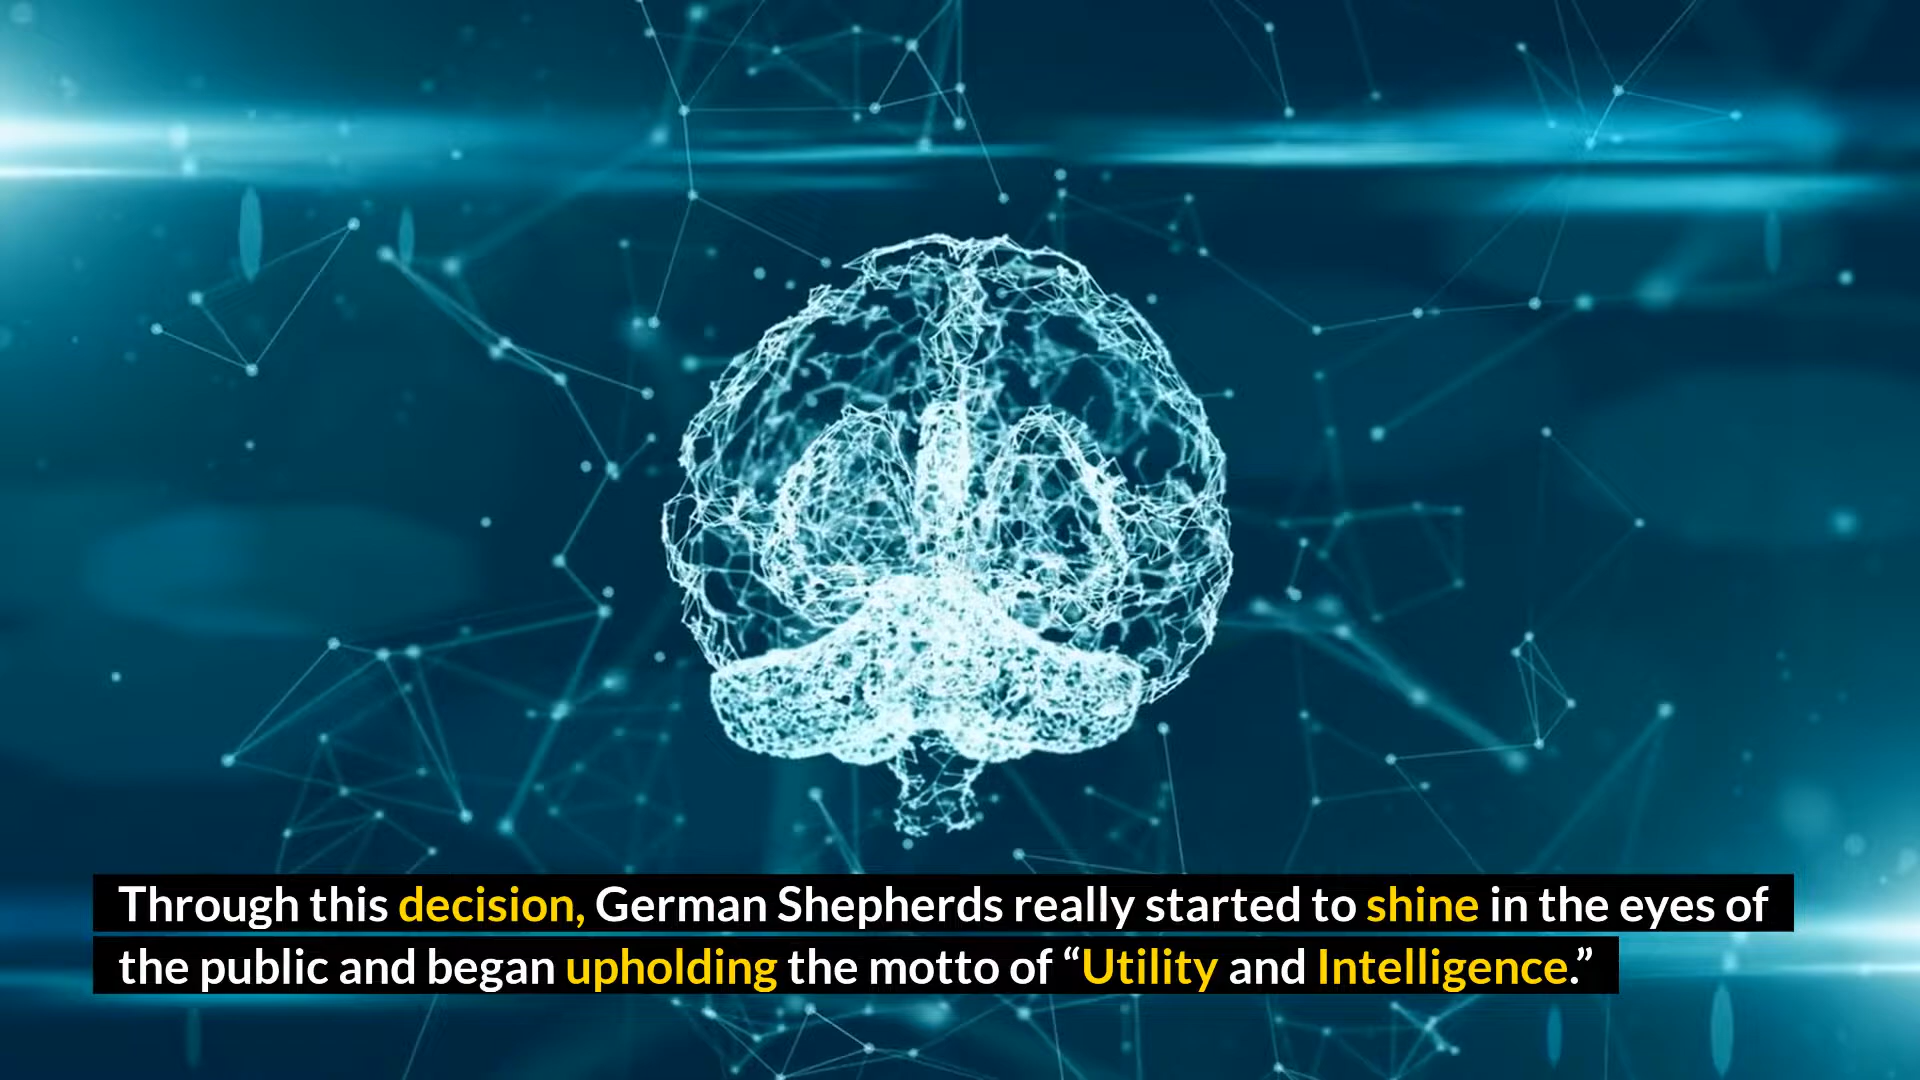 Through this decision, German Shepherds really started to shine in the eyes of
the public and began upholding the motto of “Utility and Intelligence.”